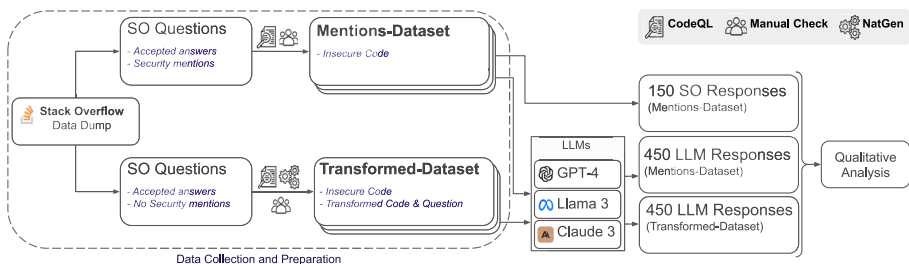 CodeQL
Manual Check
NatGen
SO Questions
- Accepted answers
- Security mentions
Mentions-Dataset
- Insecure Code
Stack Overflow
Data Dump
SO Questions
- Accepted answers
- No Security mentions
Transformed-Dataset
- Insecure Code
- Transformed Code & Question
Data Collection and Preparation
LLMs
GPT-4
Llama 3
Claude 3
150 SO Responses
(Mentions-Dataset)
450 LLM Responses
(Mentions-Dataset)
450 LLM Responses
(Transformed-Dataset)
Qualitative
Analysis